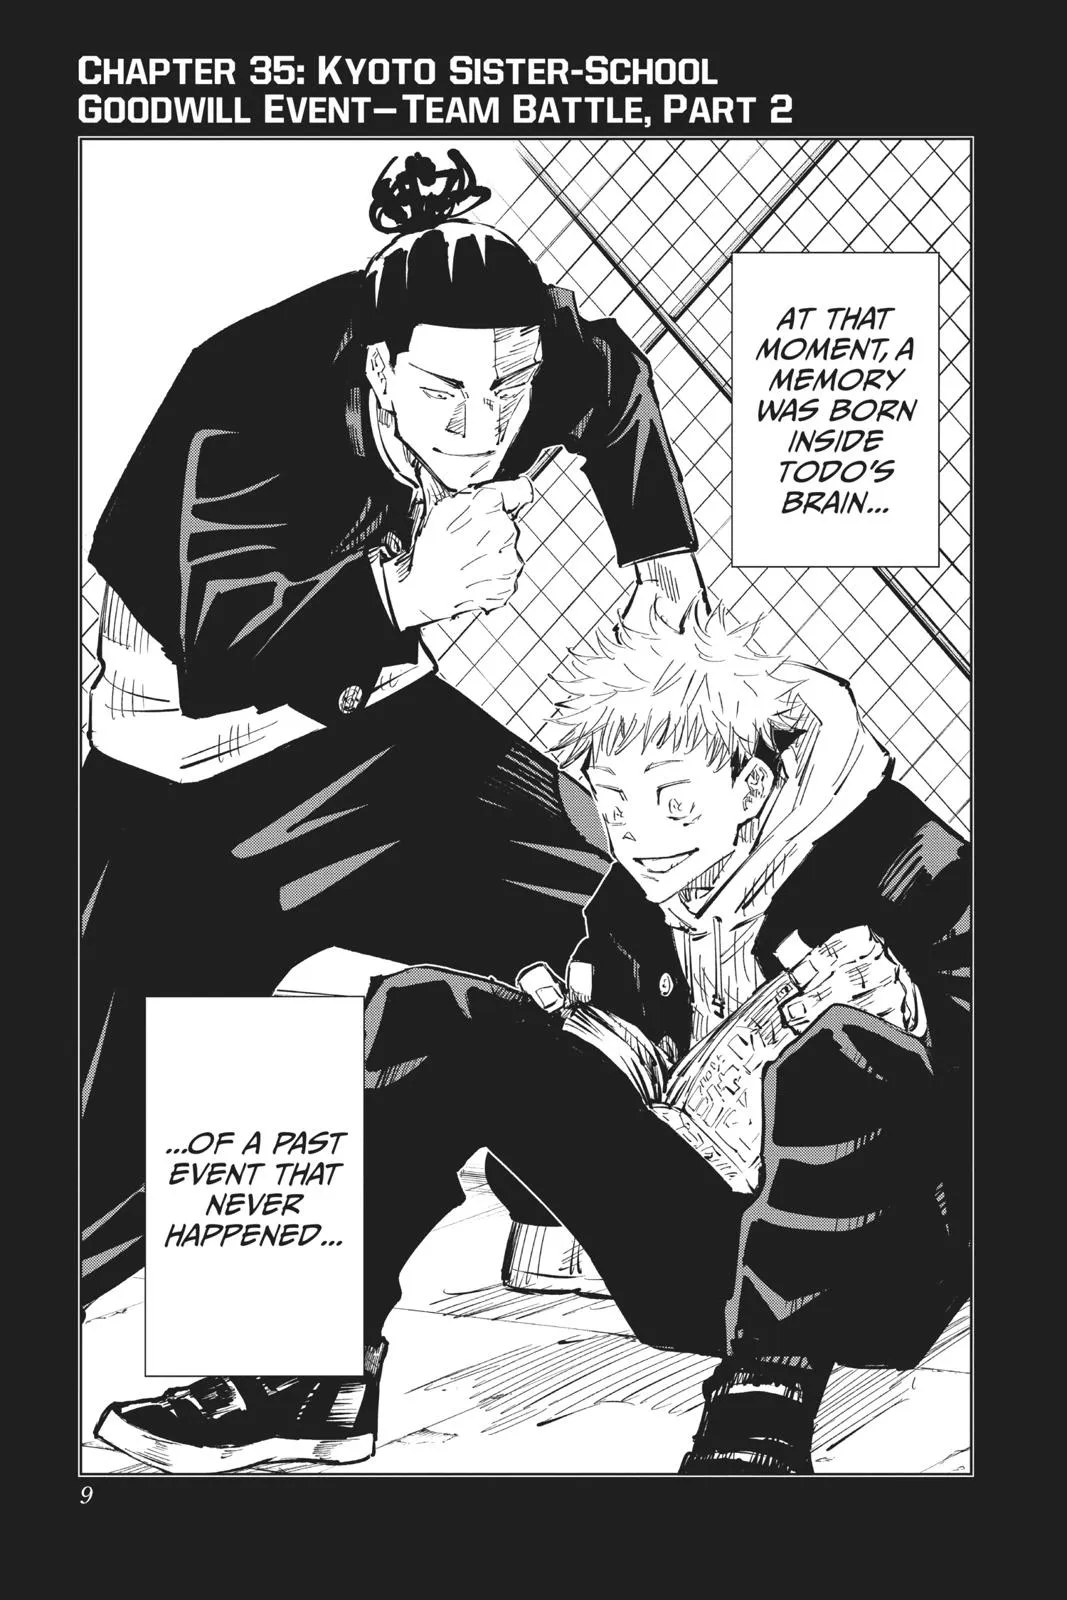 CHAPTER 35: KYOTO SISTER-SCHOOL
GOODWILL EVENT—TEAM BATTLE, PART 2
AT THAT
MOMENT, A
MEMORY
WAS BORN
INSIDE
TODO'S
BRAIN...
...OF A PAST
EVENT THAT
NEVER
HAPPENED...
9